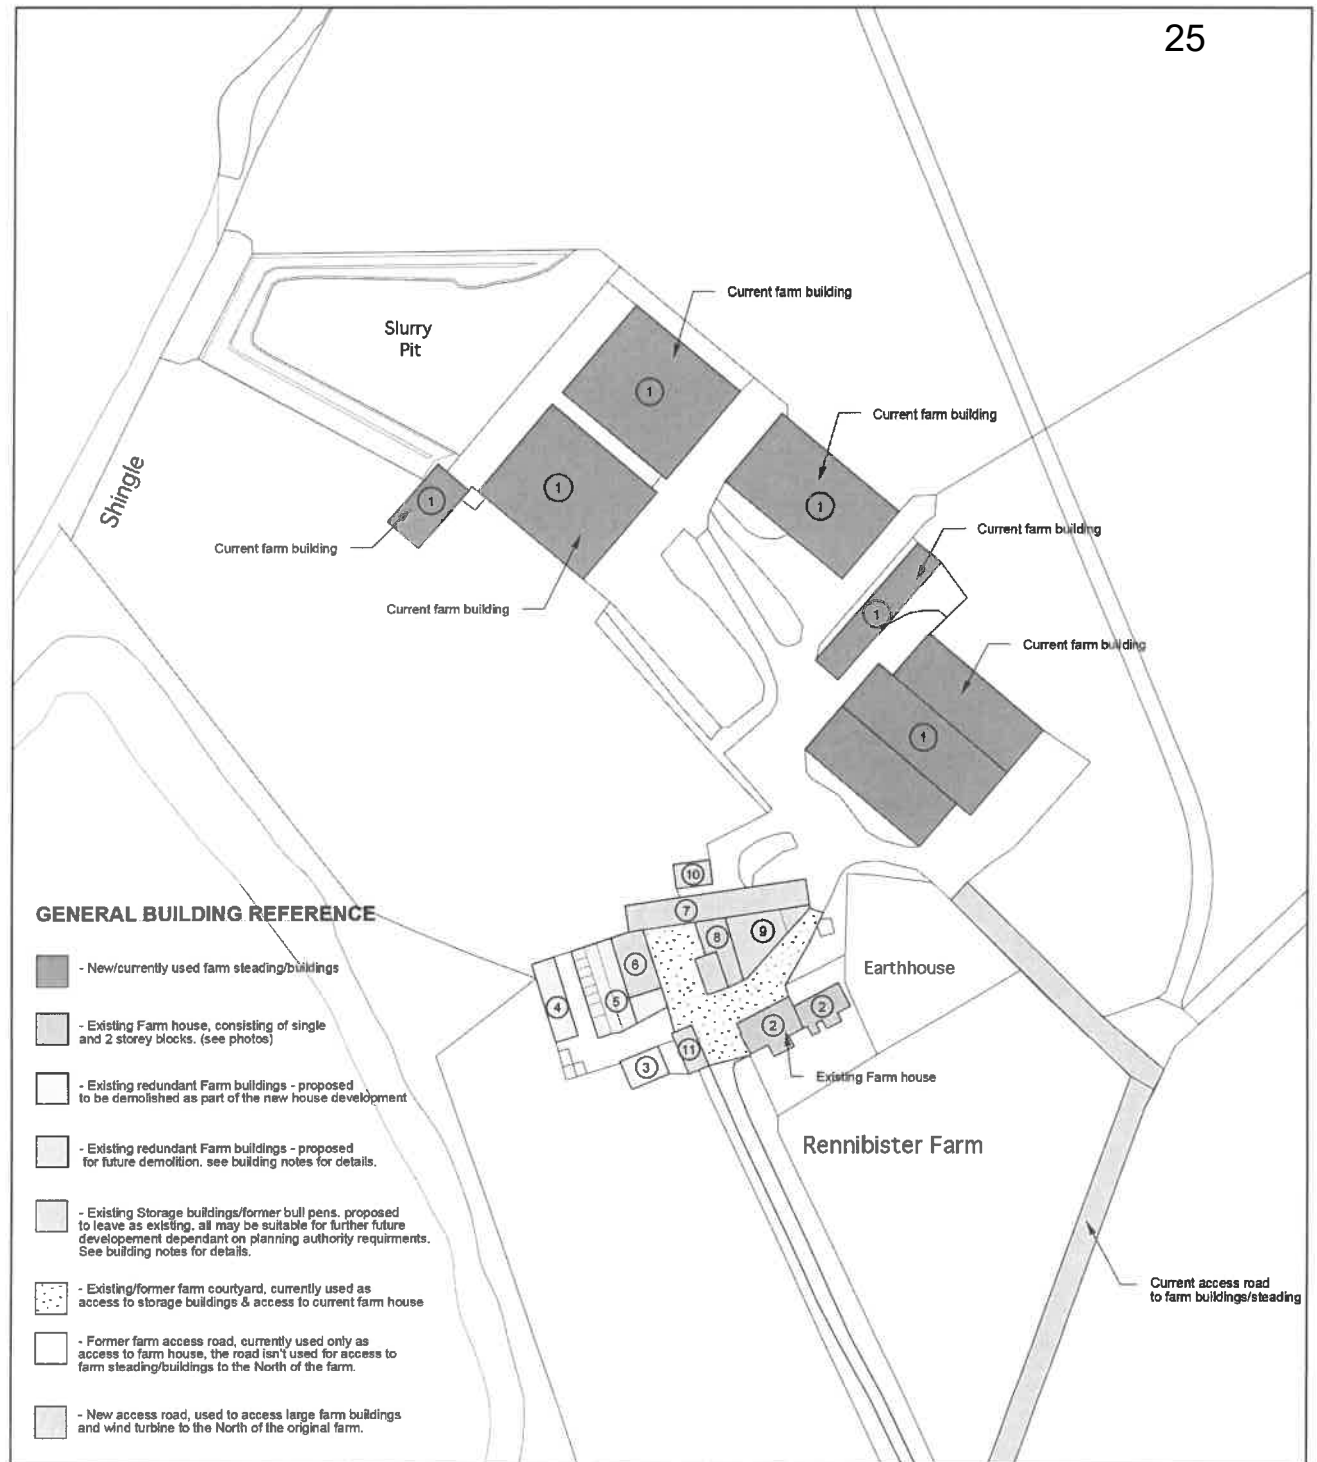 25
Current farm building
Slurry
Pit
1
Current farm building
1
1
1
1
Shingle
Current farm building
Current farm building
Current farm building
1
Current farm building
1
10
GENERAL BUILDING REFERENCE
7
8
9
6
- New/currently used farm steading/buildings
Earthhouse
4
5
2
2
- Existing Farm house, consisting of single
and 2 storey blocks. (see photos)
11
3
Existing Farm house
- Existing redundant Farm buildings - proposed
to be demolished as part of the new house development
Rennibister Farm
- Existing redundant Farm buildings - proposed
for future demolition. see building notes for details.
- Existing Storage buildings/former bull pens. proposed
to leave as existing. all may be suitable for further future
developement dependant on planning authority requirments.
See building notes for details.
- Existing/former farm courtyard, currently used as
access to storage buildings & access to current farm house
Current access road
to farm buildings/steading
- Former farm access road, currently used only as
access to farm house, the road isn't used for access to
farm steading/buildings to the North of the farm.
- New access road, used to access large farm buildings
and wind turbine to the North of the original farm.